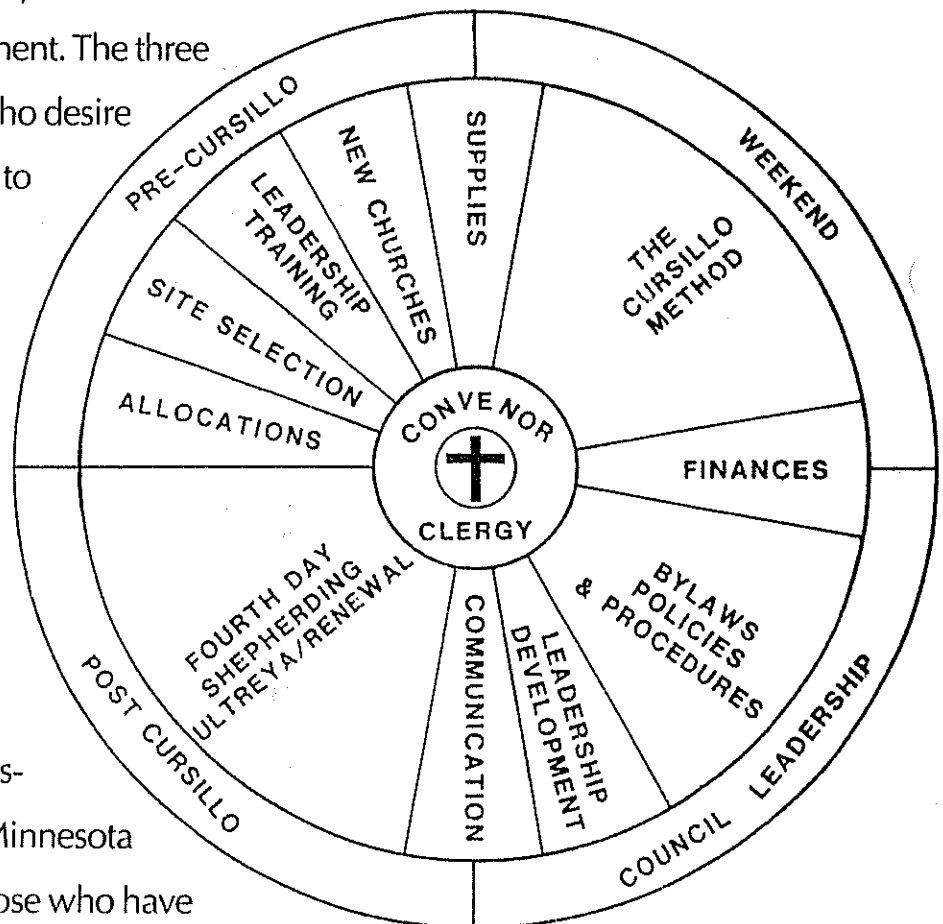 ment. The three
ho desire
to
PRE-CURSILLO
WEEKEND
COUNCIL LEADERSHIP
POST CURSILLO
SUPPLIES
THE
CURSILLO
METHOD
FINANCES
BYLAWS
POLICIES
& PROCEDURES
LEADERSHIP
DEVELOPMENT
COMMUNICATION
FOURTH DAY
SHEPHERDING
ULTREYA/RENEWAL
ALLOCATIONS
SITE SELECTION
LEADERSHIP
TRAINING
NEW CHURCHES
CONVENOR
CLERGY
s-
Minnesota
ose who have